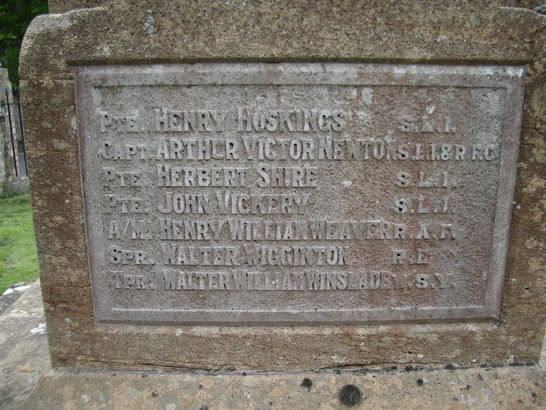 PTE. HENRY HOSKINGS S.L.I.
CAPT. ARTHUR VICTOR NEWTON S.L.I. & R.F.C.
PTE. HERBERT SHIRE S.L.I.
PTE. JOHN VICKERY S.L.I.
A/M. HENRY WILLIAM WEAVER R.A.F.
SPR. WALTER WIGGINTON R.E.
TPR. WALTER WILLIAM WINSLADE W.S.Y.